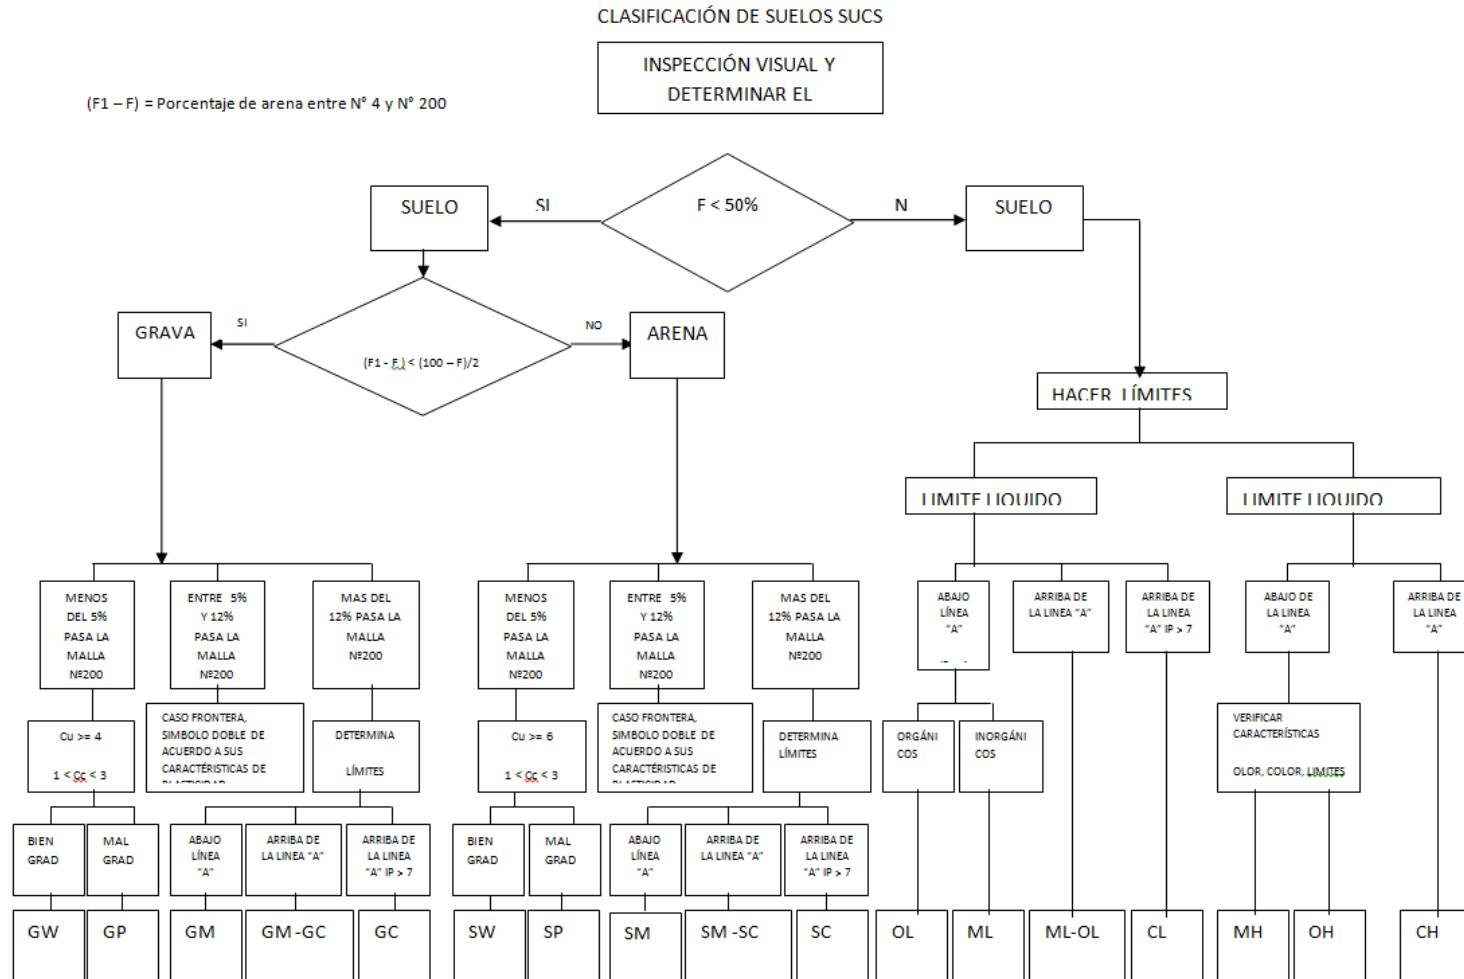 CLASIFICACIÓN DE SUELOS SUCS
INSPECCIÓN VISUAL Y
DETERMINAR EL
(F1 – F) = Porcentaje de arena entre N° 4 y N° 200
SUELO
SI
F < 50%
N
SUELO
GRAVA
SI
(F1 - F ) < (100 – F)/2
NO
ARENA
HACER LÍMITES
LIMITE LIQUIDO
LIMITE LIQUIDO
MENOS
DEL 5%
PASA LA
MALLA
Nº200
ENTRE 5%
Y 12%
PASA LA
MALLA
Nº200
MAS DEL
12% PASA LA
MALLA
Nº200
MENOS
DEL 5%
PASA LA
MALLA
Nº200
ENTRE 5%
Y 12%
PASA LA
MALLA
Nº200
MAS DEL
12% PASA LA
MALLA
Nº200
ABAJO
LÍNEA
“A”
ARRIBA DE
LA LINEA “A”
ARRIBA DE
LA LINEA
“A” IP > 7
ABAJO DE
LA LINEA
“A”
ARRIBA DE
LA LINEA
“A”
Cu >= 4
1 < Cc < 3
CASO FRONTERA,
SIMBOLO DOBLE DE
ACUERDO A SUS
CARACTÉRISTICAS DE
PLASTICIDAD
DETERMINA
LÍMITES
Cu >= 6
1 < Cc < 3
CASO FRONTERA,
SIMBOLO DOBLE DE
ACUERDO A SUS
CARACTÉRISTICAS DE
PLASTICIDAD
DETERMINA
LÍMITES
ORGÁNI
COS
INORGÁNI
COS
VERIFICAR
CARACTERÍSTICAS
OLOR, COLOR, LIMITES
BIEN
GRAD
MAL
GRAD
ABAJO
LÍNEA
“A”
ARRIBA DE
LA LINEA “A”
ARRIBA DE
LA LINEA
“A” IP > 7
BIEN
GRAD
MAL
GRAD
ABAJO
LÍNEA
“A”
ARRIBA DE
LA LINEA “A”
ARRIBA DE
LA LINEA
“A” IP > 7
GW
GP
GM
GM -GC
GC
SW
SP
SM
SM -SC
SC
OL
ML
ML-OL
CL
MH
OH
CH